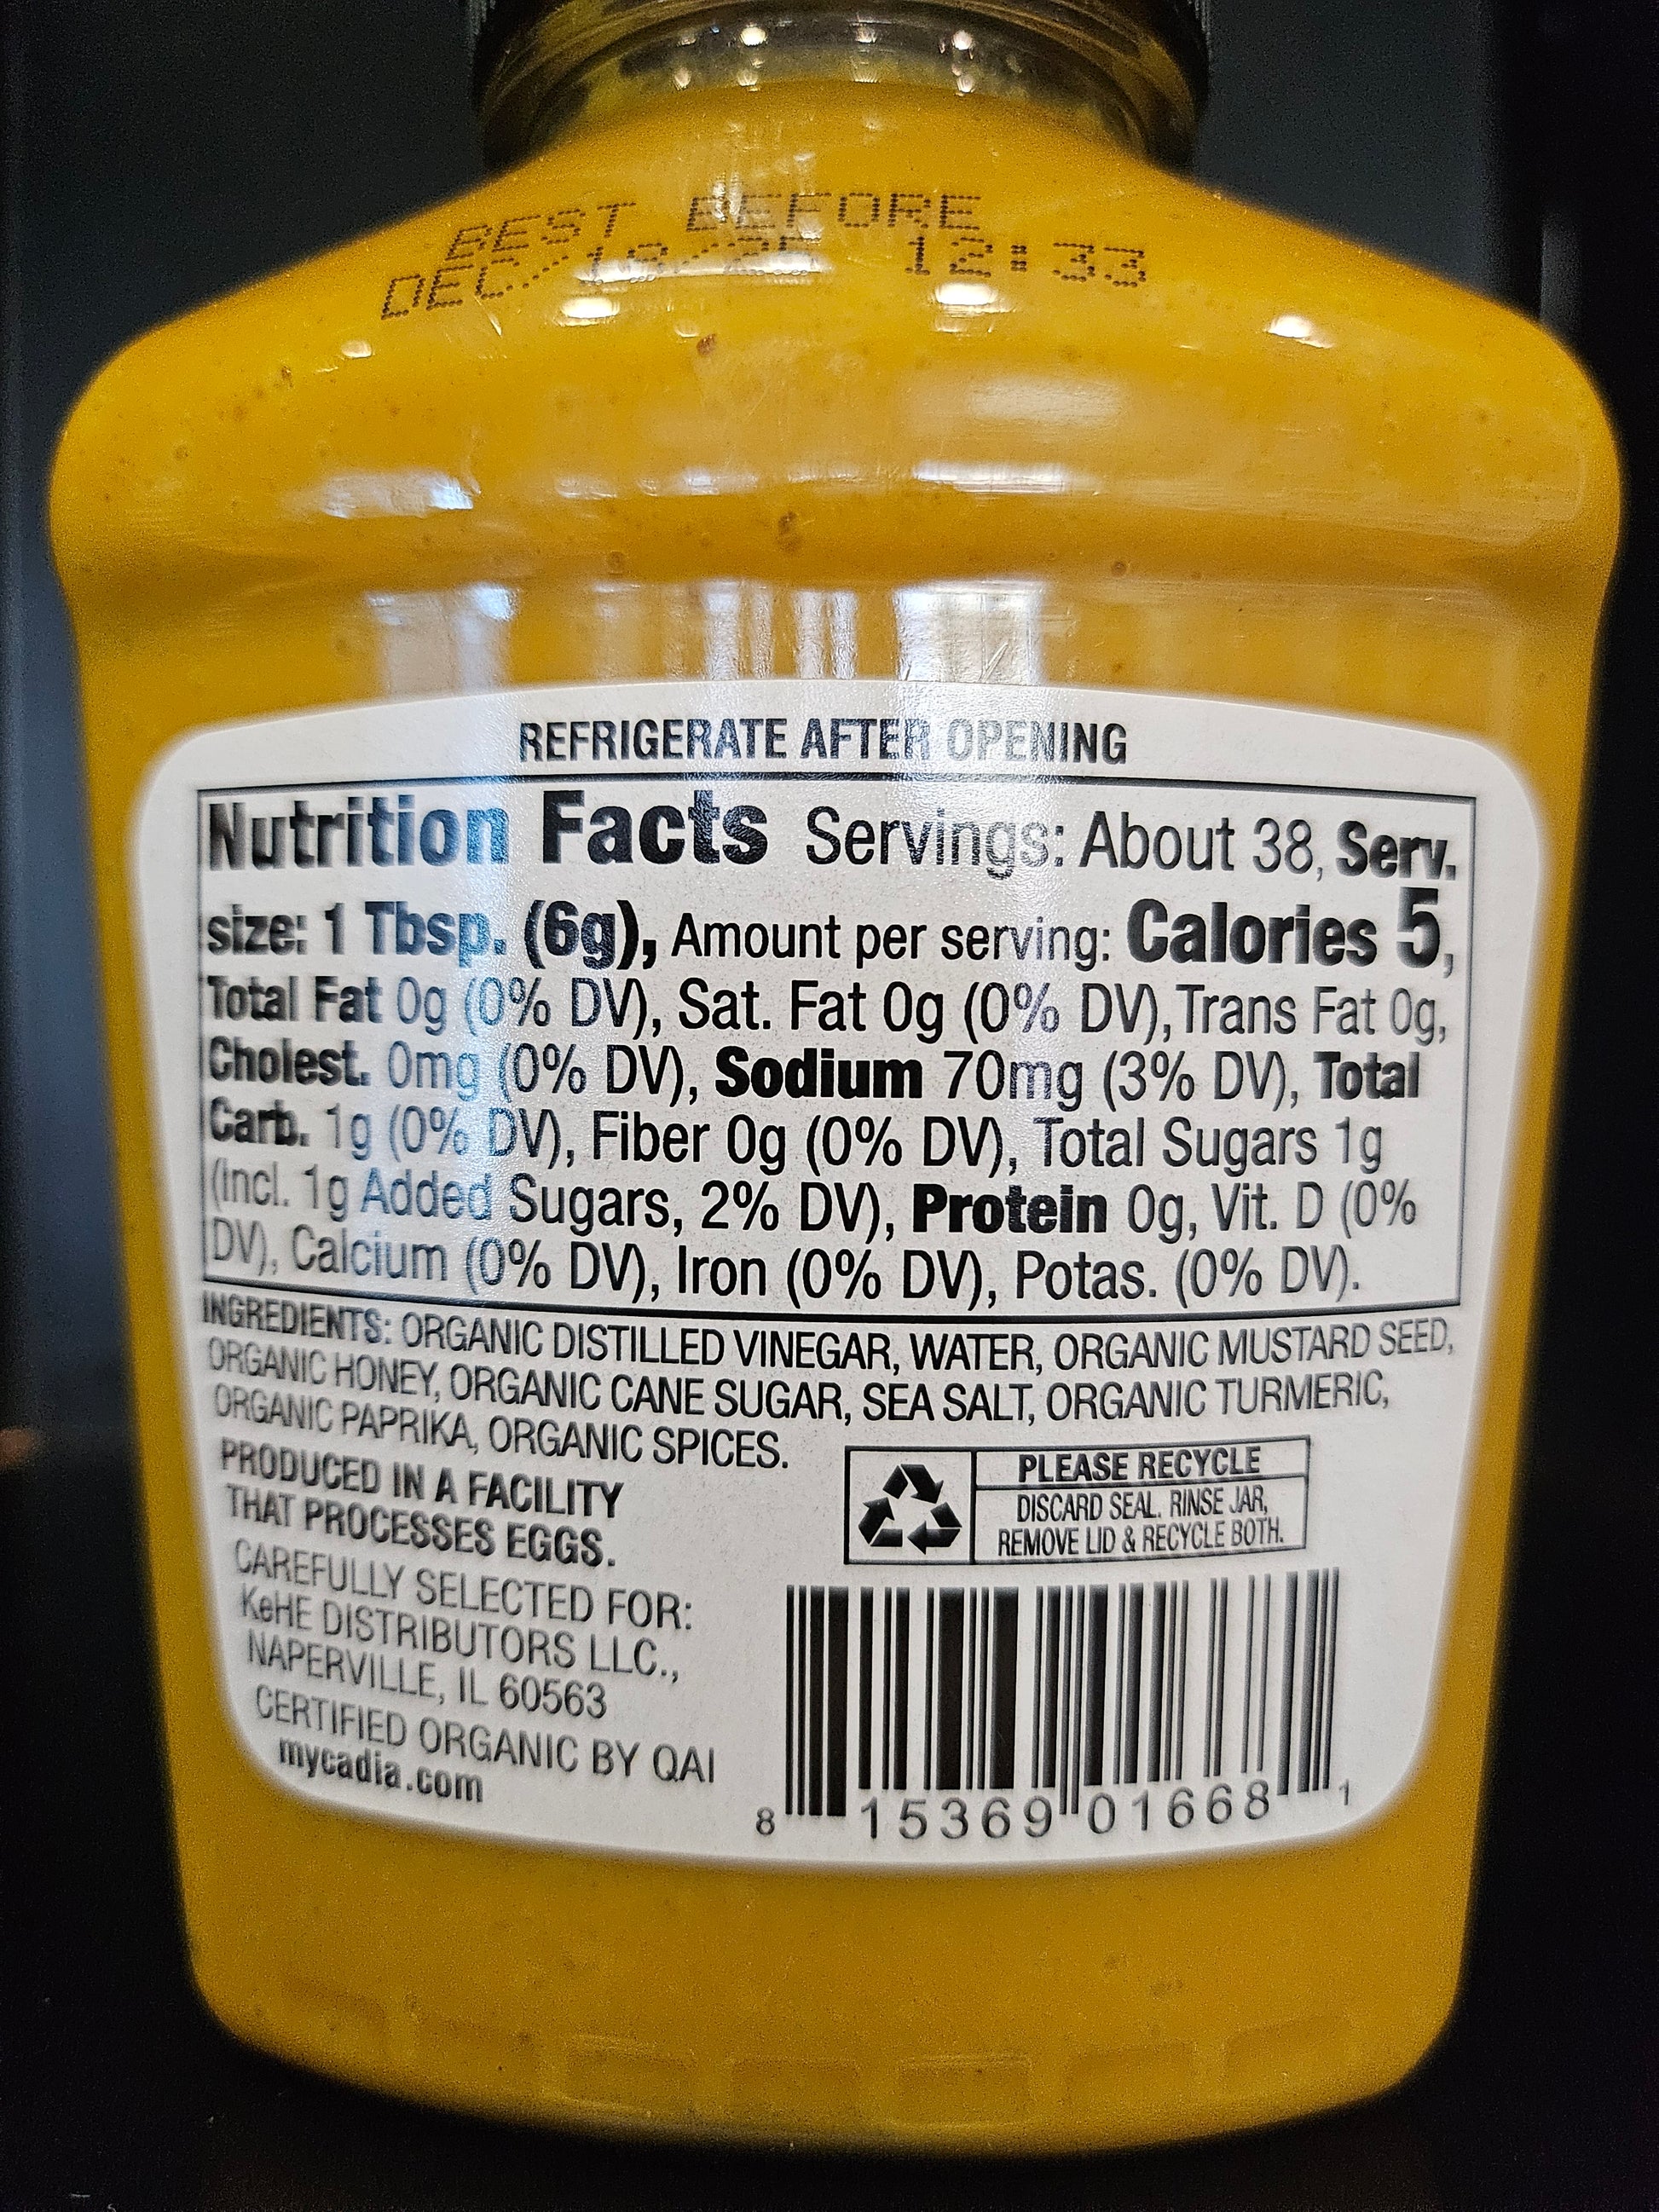 BEST BEFORE
DEC/18/25 12:33
REFRIGERATE AFTER OPENING
Nutrition Facts Servings: About 38, Serv.
size: 1 Tbsp. (6g), Amount per serving: Calories 5,
Total Fat 0g (0% DV), Sat. Fat 0g (0% DV), Trans Fat 0g,
Cholest. 0mg (0% DV), Sodium 70mg (3% DV), Total
Carb. 1g (0% DV), Fiber 0g (0% DV), Total Sugars 1g
(incl. 1g Added Sugars, 2% DV), Protein 0g, Vit. D (0%
DV), Calcium (0% DV), Iron (0% DV), Potas. (0% DV).
INGREDIENTS: ORGANIC DISTILLED VINEGAR, WATER, ORGANIC MUSTARD SEED,
ORGANIC HONEY, ORGANIC CANE SUGAR, SEA SALT, ORGANIC TURMERIC,
ORGANIC PAPRIKA, ORGANIC SPICES.
PRODUCED IN A FACILITY
THAT PROCESSES EGGS.
CAREFULLY SELECTED FOR:
KeHE DISTRIBUTORS LLC.,
NAPERVILLE, IL 60563
CERTIFIED ORGANIC BY QAI
mycadia.com
PLEASE RECYCLE
DISCARD SEAL. RINSE JAR,
REMOVE LID & RECYCLE BOTH.
8 15369 01668 1